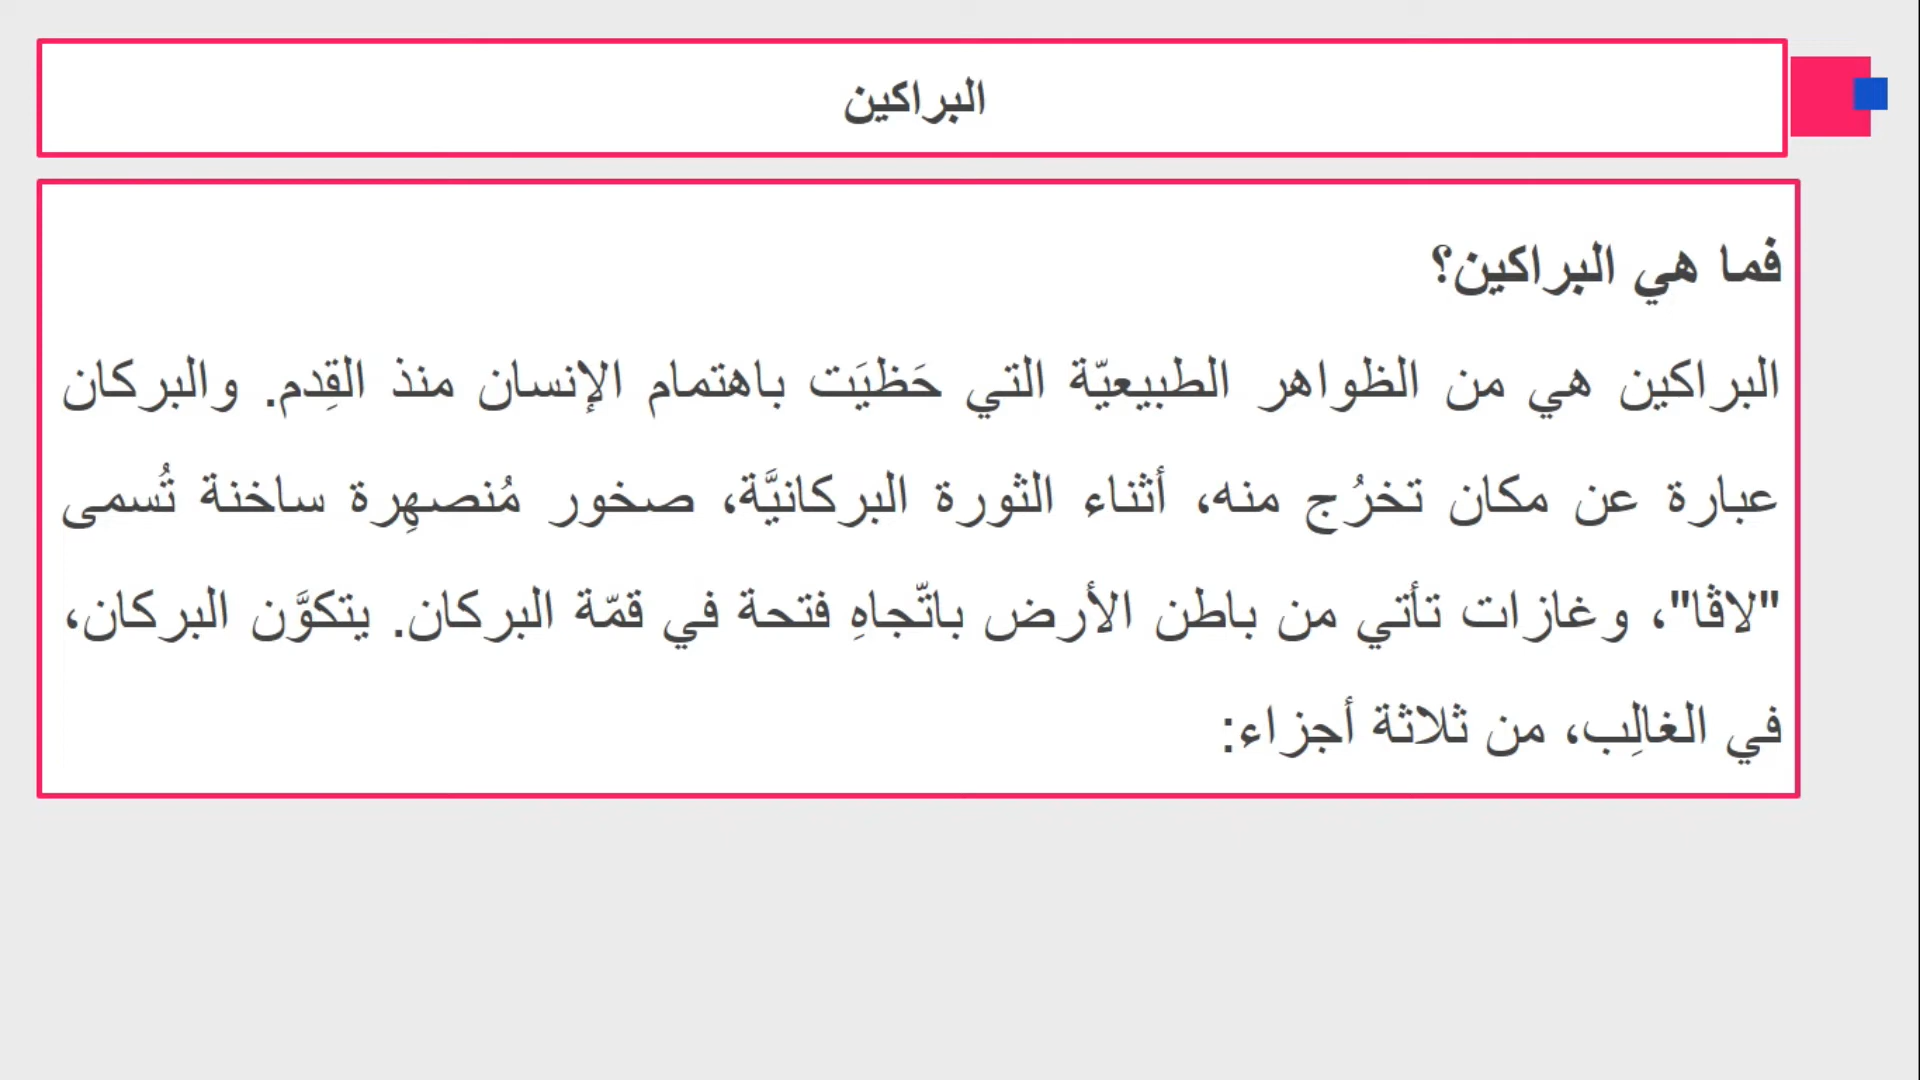 البراكين
فما هي البراكين؟
البراكين هي من الظواهر الطبيعيّة التي حَظيَت باهتمام الإنسان منذ القِدم. والبركان
عبارة عن مكان تخرُج منه، أثناء الثورة البركانيَّة، صخور مُنصهِرة ساخنة تُسمى
"لاڤا"، وغازات تأتي من باطن الأرض باتّجاهِ فتحة في قمّة البركان. يتكوَّن البركان،
في الغالِب، من ثلاثة أجزاء: